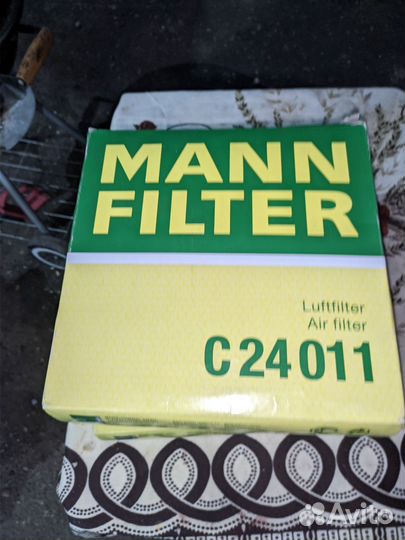 MANN
FILTER
Luftfilter
Air filter
C 24 011
Avito